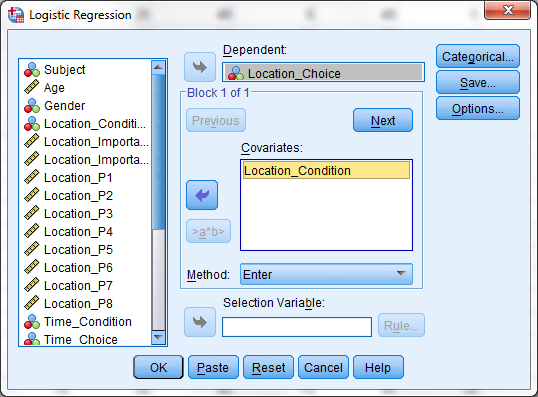 Logistic Regression
Subject
Age
Gender
Location_Conditi...
Location_Importa...
Location_Importa...
Location_P1
Location_P2
Location_P3
Location_P4
Location_P5
Location_P6
Location_P7
Location_P8
Time_Condition
Time_Choice
Dependent:
Location_Choice
Block 1 of 1
Previous
Next
Covariates:
Location_Condition
>a*b>
Method:
Enter
Selection Variable:
Rule...
Categorical...
Save...
Options...
OK
Paste
Reset
Cancel
Help